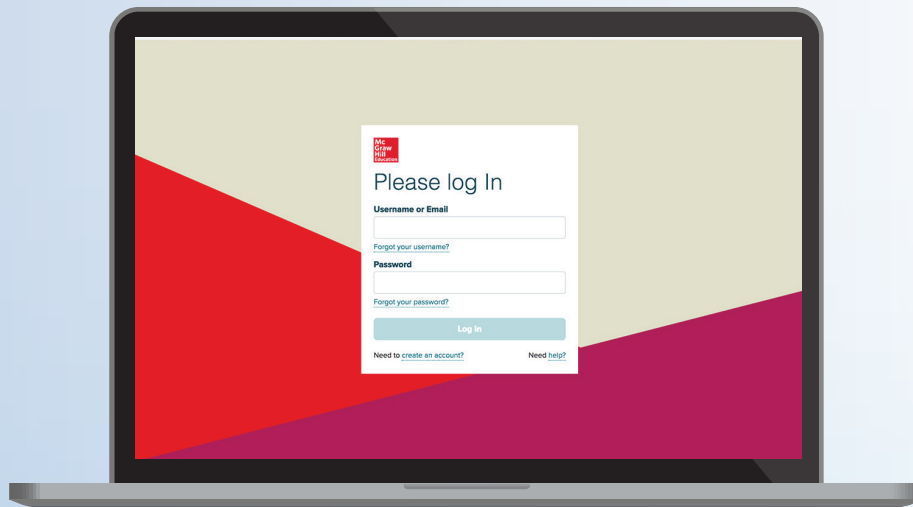 Mc
Graw
Hill
Education
Please log In
Username or Email
Forgot your username?
Password
Forgot your password?
Log in
Need to create an account? Need help?